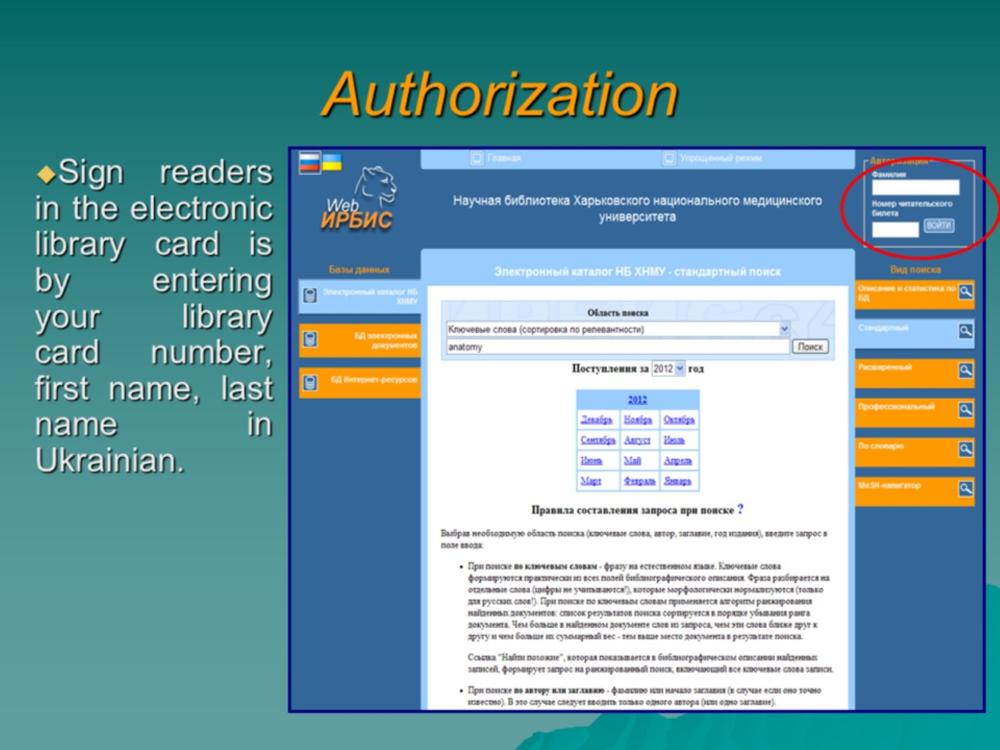 Authorization
Sign readers
in the electronic
library card is
by entering
your library
card number,
first name, last
name in
Ukrainian.
Главная
Упрощенный режим
Web
ИРБИС
Научная библиотека Харьковского национального медицинского
университета
Авторизация
Фамилия
Номер читательского
билета
ВОЙТИ
Базы данных
Электронный каталог НБ
ХНМУ
БД электронных
документов
БД Интернет-ресурсов
Электронный каталог НБ ХНМУ - стандартный поиск
Область поиска
Ключевые слова (сортировка по релевантности)
anatomy
Поиск
Поступления за 2012 год
2012
Декабрь Ноябрь Октябрь
Сентябрь Август Июль
Июнь Май Апрель
Март Февраль Январь
Правила составления запроса при поиске ?
Выбрав необходимую область поиска (ключевые слова, автор, заглавие, год издания), введите запрос в
поле ввода:
• При поиске по ключевым словам - фразу на естественном языке. Ключевые слова
формируются практически из всех полей библиографического описания. Фраза разбирается на
отдельные слова (цифры не учитываются!), которые морфологически нормализуются (только
для русских слов!). При поиске по ключевым словам применяется алгоритм ранжирования
найденных документов: список результатов поиска сортируется в порядке убывания ранга
документа. Чем больше в найденном документе слов из запроса, чем эти слова ближе друг к
другу и чем больше их суммарный вес - тем выше место документа в результате поиска.
Ссылка "Найти похожие", которая показывается в библиографическом описании найденных
записей, формирует запрос на ранжированный поиск, включающий все ключевые слова записи.
• При поиске по автору или заглавию - фамилию или начало заглавия (в случае если оно точно
известно). В это случае следует вводить только одного автора (или одно заглавие).
Вид поиска
Описание и статистика по
БД
Стандартный
Расширенный
Профессиональный
По словарю
MeSH-навигатор